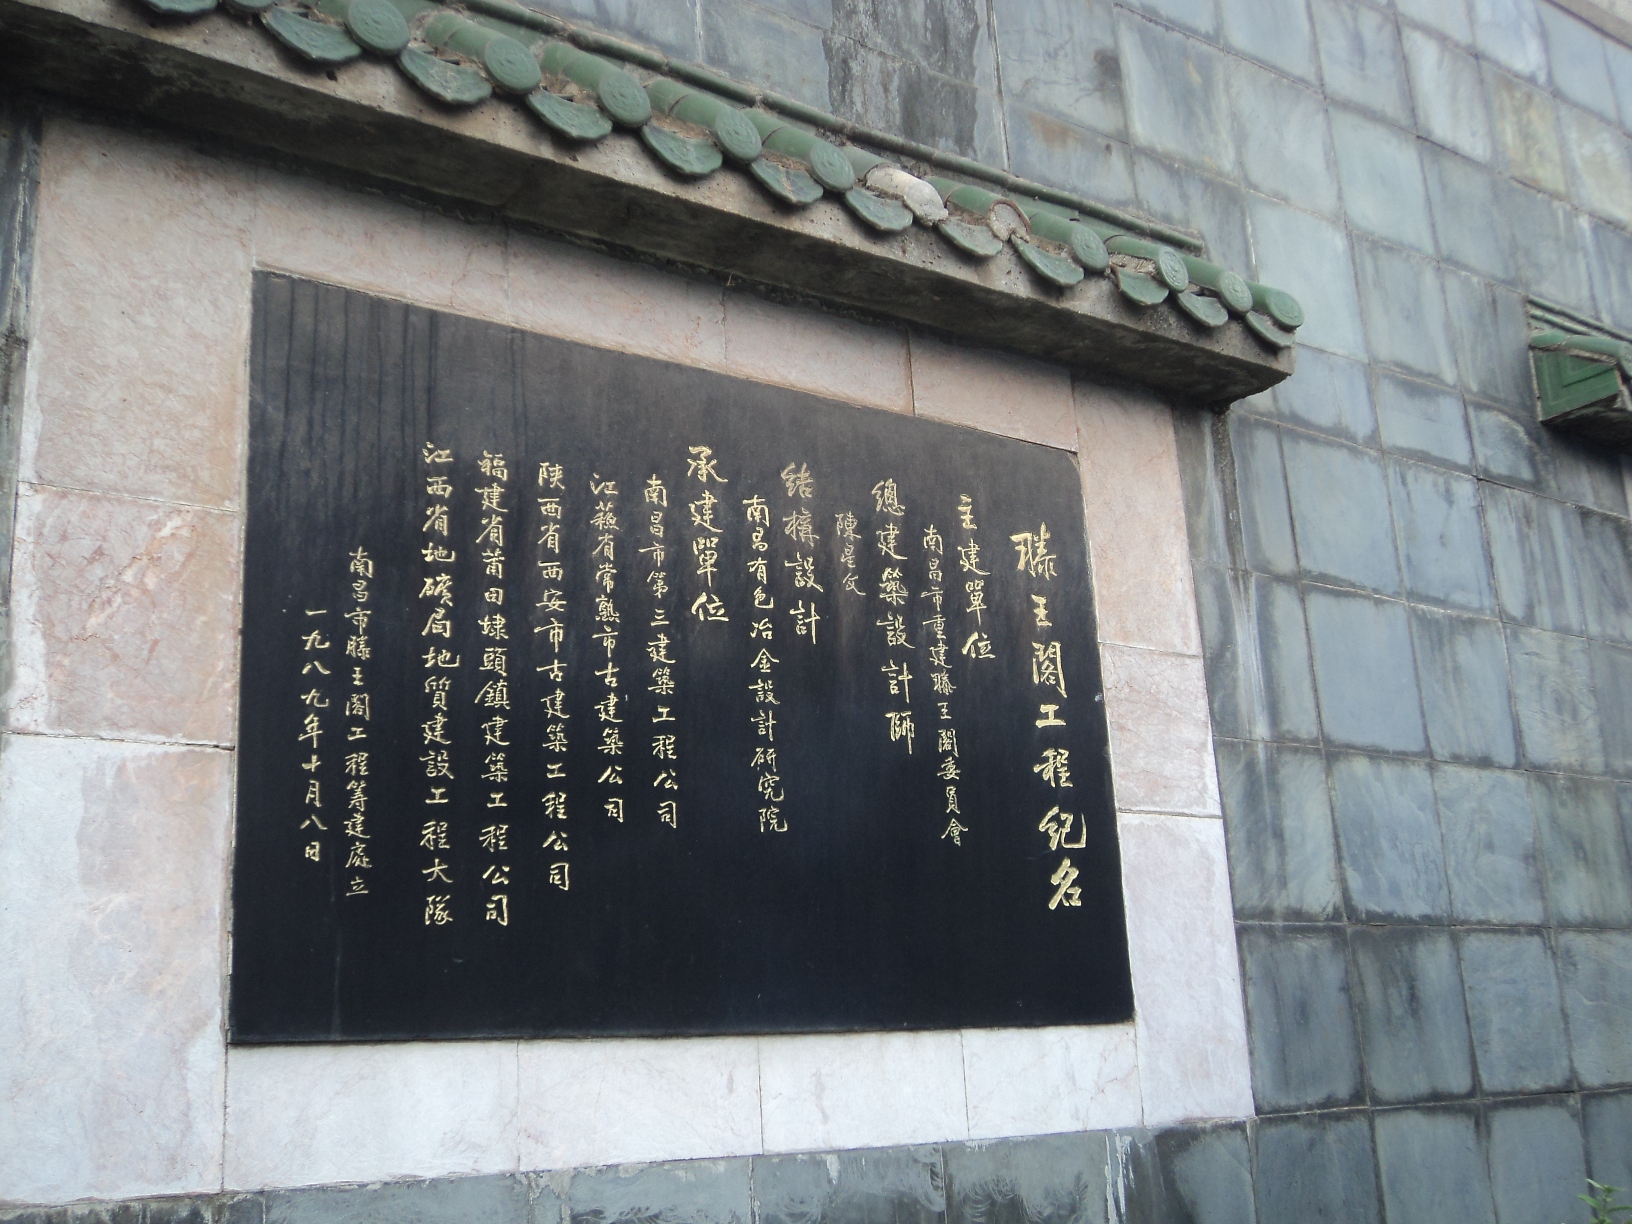 滕王閣工程紀名
主建單位
南昌市重建滕王閣委員會
總建築設計師
陳星文
結構設計
南昌有色冶金設計研究院
承建單位
南昌市第三建築工程公司
江蘇省常熟市古建築公司
陝西省西安市古建築工程公司
福建省莆田埭頭鎮建築工程公司
江西省地礦局地質建設工程大隊
南昌市滕王閣工程籌建處立
一九八九年十月八日